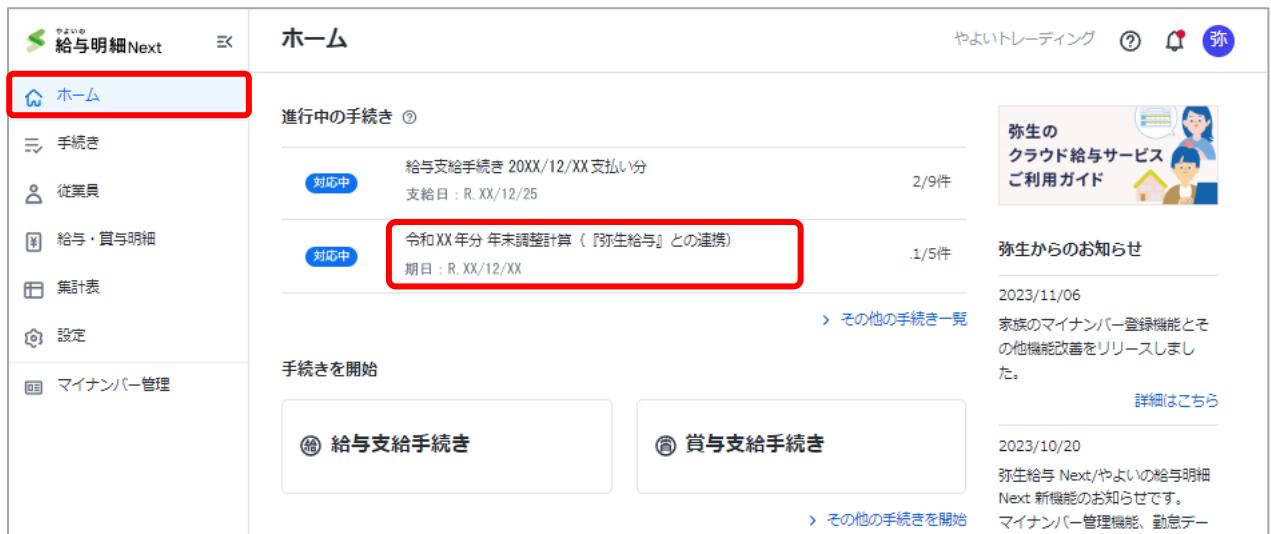 やよいの
給与明細Next
ホーム
手続き
従業員
給与・賞与明細
集計表
設定
マイナンバー管理
ホーム
やよいトレーディング
弥
進行中の手続き
対応中
給与支給手続き 20XX/12/XX 支払い分
支給日：R. XX/12/25
2/9件
対応中
令和XX年分 年末調整計算（『弥生給与』との連携）
期日：R. XX/12/XX
1/5件
その他の手続き一覧
手続きを開始
給 給与支給手続き
賞 賞与支給手続き
その他の手続きを開始
弥生の
クラウド給与サービス
ご利用ガイド
弥生からのお知らせ
2023/11/06
家族のマイナンバー登録機能とそ
の他機能改善をリリースしまし
た。
詳細はこちら
2023/10/20
弥生給与 Next/やよいの給与明細
Next 新機能のお知らせです。
マイナンバー管理機能、勤怠デー